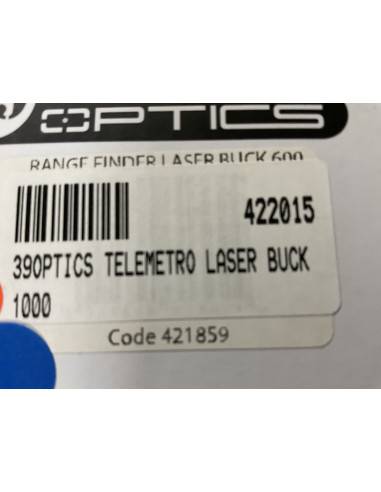 OPTICS
RANGE FINDER LASER BUCK 600
422015
39OPTICS TELEMETRO LASER BUCK
1000
Code 421859